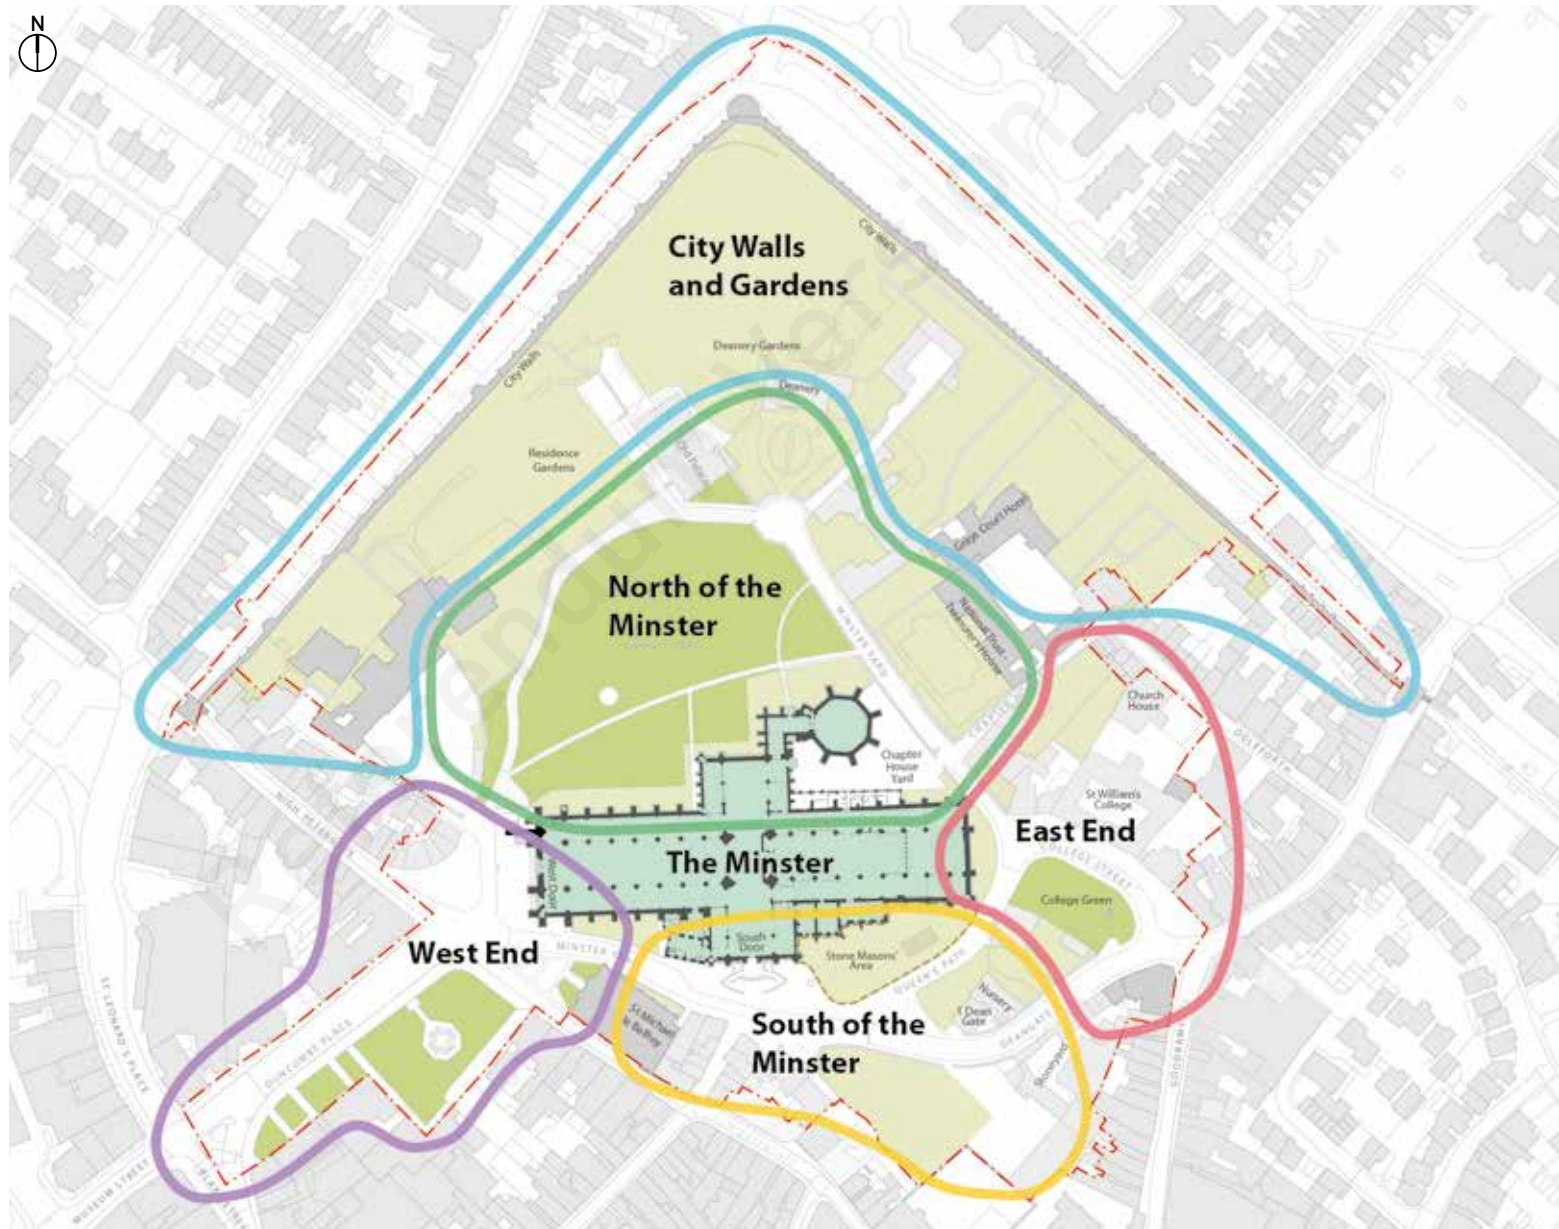 N
City Walls
and Gardens
City Walls
City Walls
Deanery Gardens
Deanery
Residence
Gardens
Old Palace
Grays Court Hotel
North of the
Minster
MINSTER YARD
National Trust -
Treasurer's House
Church
House
Chapter
House
Yard
St William's
College
East End
COLLEGE STREET
College Green
The Minster
West Door
West End
South
Door
Stone Masons'
Area
QUEEN'S PATH
Nursery
1 Dean
Gate
DEANGATE
Stoneyard
St Michael
le Belfrey
South of the
Minster
DUNCOMBE PLACE
HIGH PETERGATE
ST LEONARD'S PLACE
MUSEUM STREET
OGLEFORTH